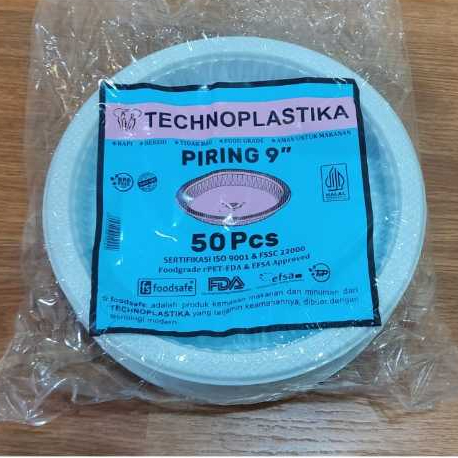 TECHNOPLASTIKA
• RAPI • BERSIH • TIDAK BAU • FOOD GRADE • AMAN UNTUK MAKANAN
PIRING 9”
HALAL
50 Pcs
SERTIFIKASI ISO 9001 & FSSC 22000
Foodgrade rPET-FDA & EFSA Approved
foodsafe FDA efsa
foodsafe: adalah produk kemasan makanan dan minuman dari
TECHNOPLASTIKA yang terjamin keamanannya, dibuat dengan
teknologi modern